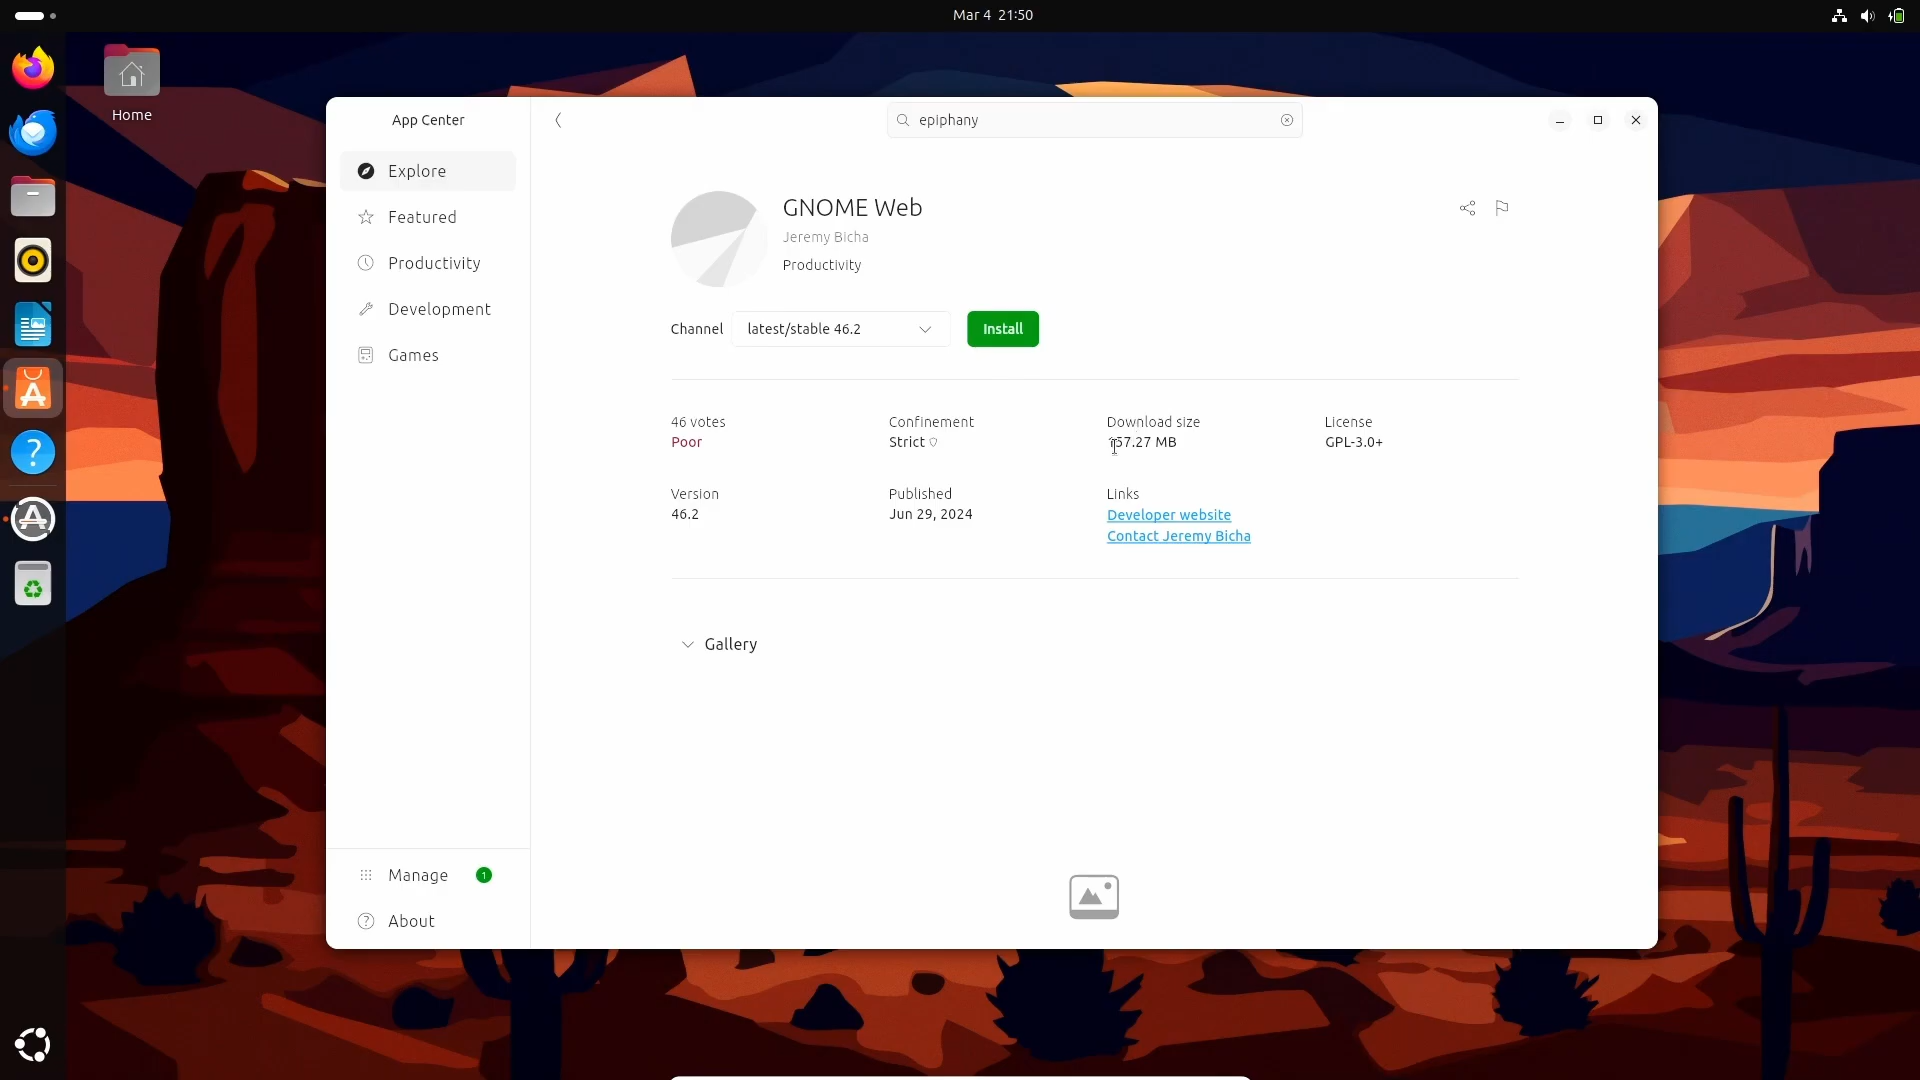 Mar 4 21:50
Home
App Center
epiphany
Explore
Featured
Productivity
Development
Games
GNOME Web
Jeremy Bicha
Productivity
Channel
latest/stable 46.2
Install
46 votes
Poor
Confinement
Strict
Download size
License
GPL-3.0+
Version
46.2
Published
Jun 29, 2024
Links
Developer website
Contact Jeremy Bicha
Gallery
Manage
1
About